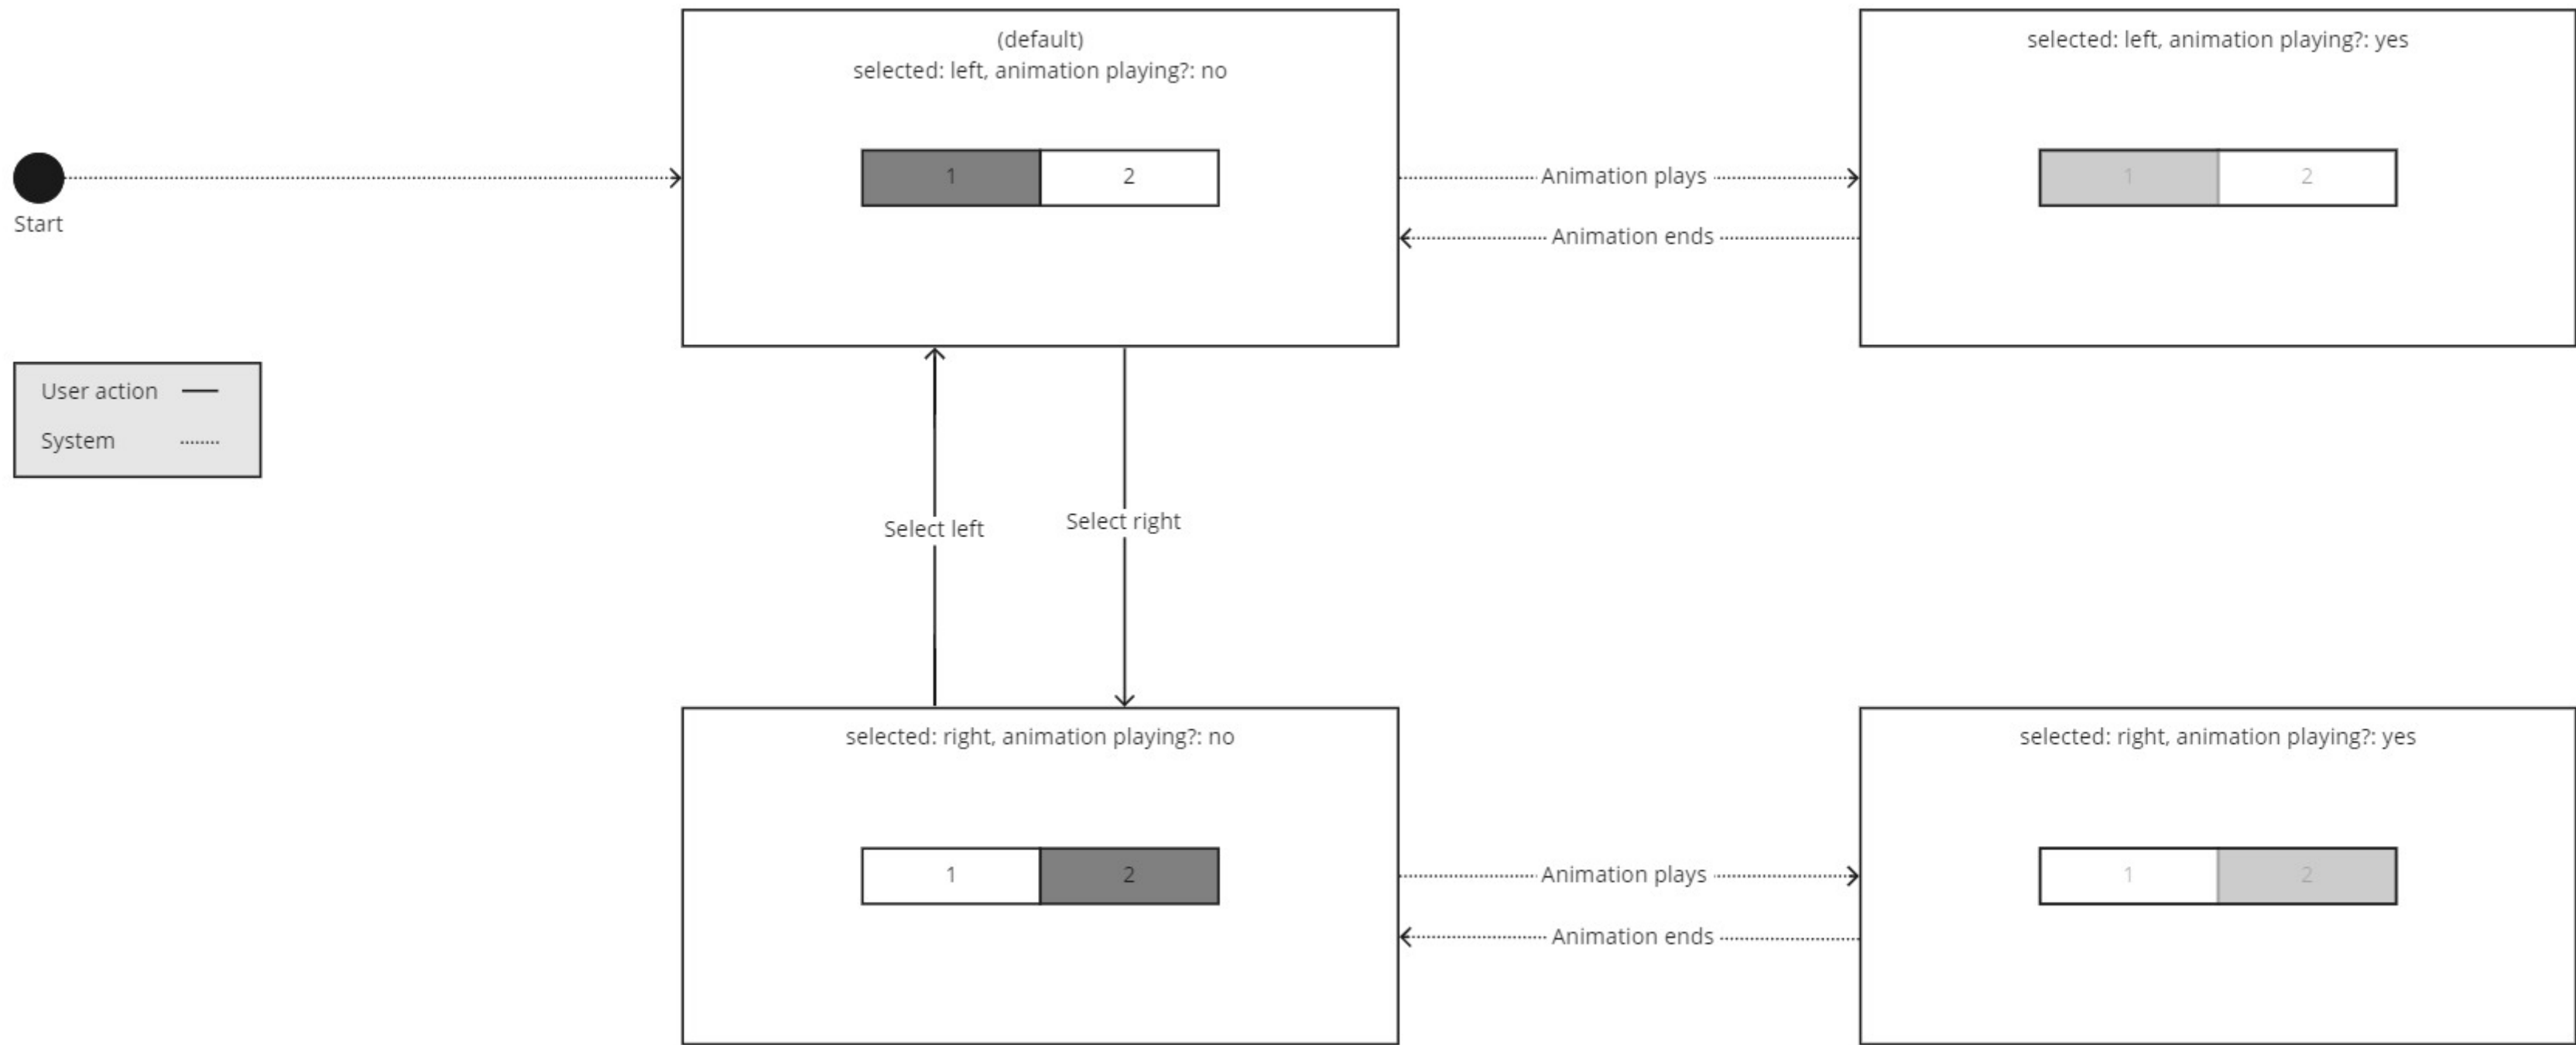 (default)
selected: left, animation playing?: no
1
2
Animation plays
Animation ends
selected: left, animation playing?: yes
1
2
Start
User action
System
Select left
Select right
selected: right, animation playing?: no
1
2
Animation plays
Animation ends
selected: right, animation playing?: yes
1
2